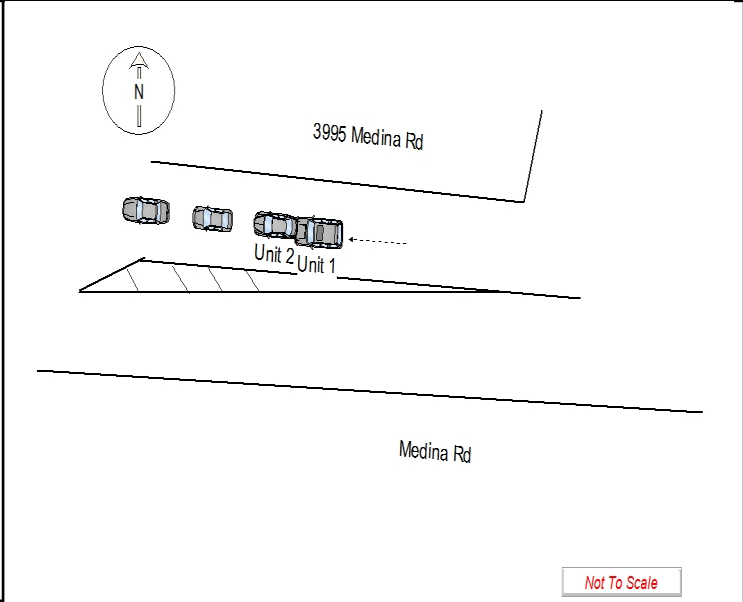 N
3995 Medina Rd
Unit 2
Unit 1
Medina Rd
Not To Scale